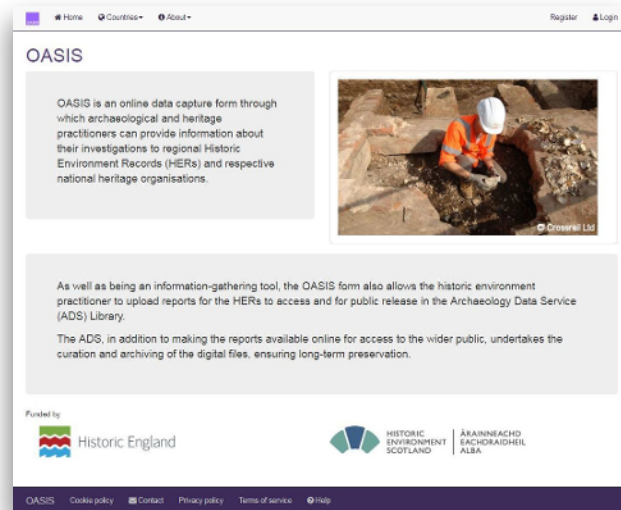 Home Countries About Register Login
OASIS
OASIS is an online data capture form through
which archaeological and heritage
practitioners can provide information about
their investigations to regional Historic
Environment Records (HERs) and respective
national heritage organisations.
© Crossrail Ltd
As well as being an information-gathering tool, the OASIS form also allows the historic environment
practitioner to upload reports for the HERs to access and for public release in the Archaeology Data Service
(ADS) Library.
The ADS, in addition to making the reports available online for access to the wider public, undertakes the
curation and archiving of the digital files, ensuring long-term preservation.
Funded by
Historic England
HISTORIC
ENVIRONMENT
SCOTLAND
ÀRAINNEACHD
EACHDRAIDHEIL
ALBA
OASIS Cookie policy Contact Privacy policy Terms of service Help